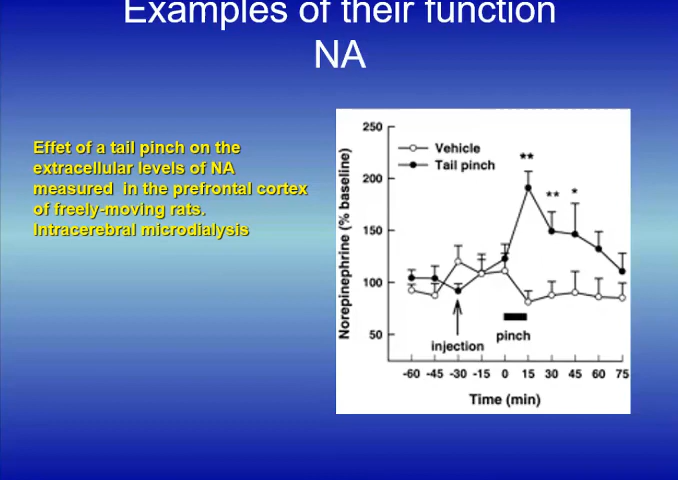 Examples of their function
NA
Effet of a tail pinch on the
extracellular levels of NA
measured in the prefrontal cortex
of freely-moving rats.
Intracerebral microdialysis
Norepinephrine (% baseline)
250
200
150
100
50
Vehicle
Tail pinch
**
**
*
injection
pinch
-60 -45 -30 -15 0 15 30 45 60 75
Time (min)